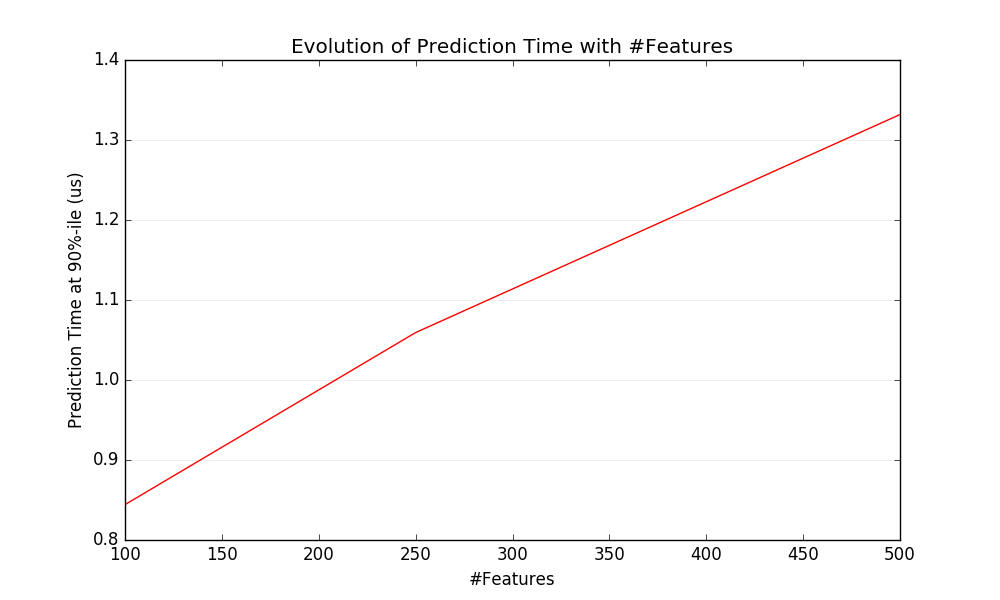 Evolution of Prediction Time with #Features
1.4
1.3
1.2
1.1
1.0
0.9
0.8
Prediction Time at 90%-ile (us)
100 150 200 250 300 350 400 450 500
#Features